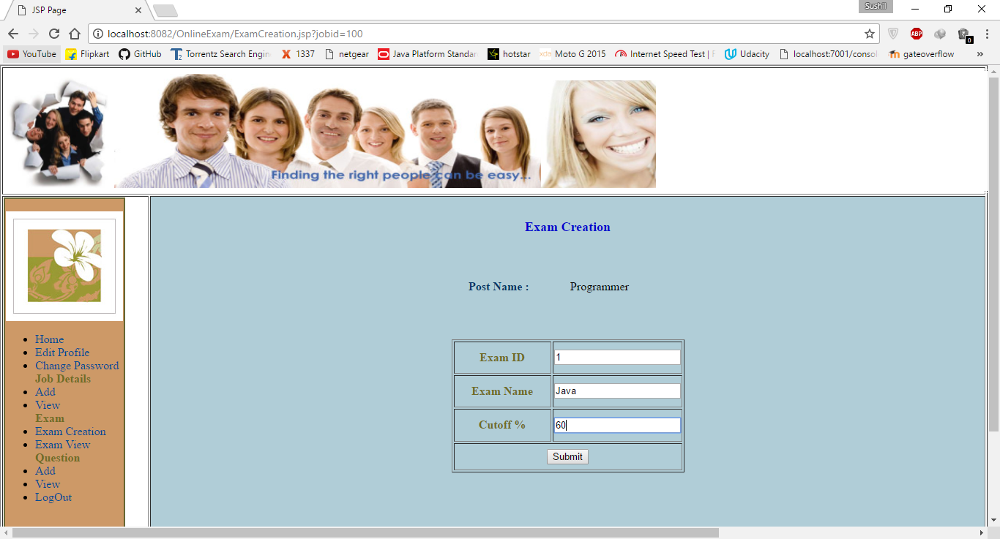 JSP Page
Sushil
localhost:8082/OnlineExam/ExamCreation.jsp?jobid=100
ABP
0
YouTube
Flipkart
GitHub
Torrentz Search Engin
1337
netgear
Java Platform Standar
hotstar
Moto G 2015
Internet Speed Test |
Udacity
localhost:7001/consol
gateoverflow
»
Finding the right people can be easy...
Exam Creation
Post Name : Programmer
Exam ID 1
Exam Name Java
Cutoff % 60
Submit
Home
Edit Profile
Change Password
Job Details
Add
View
Exam
Exam Creation
Exam View
Question
Add
View
LogOut